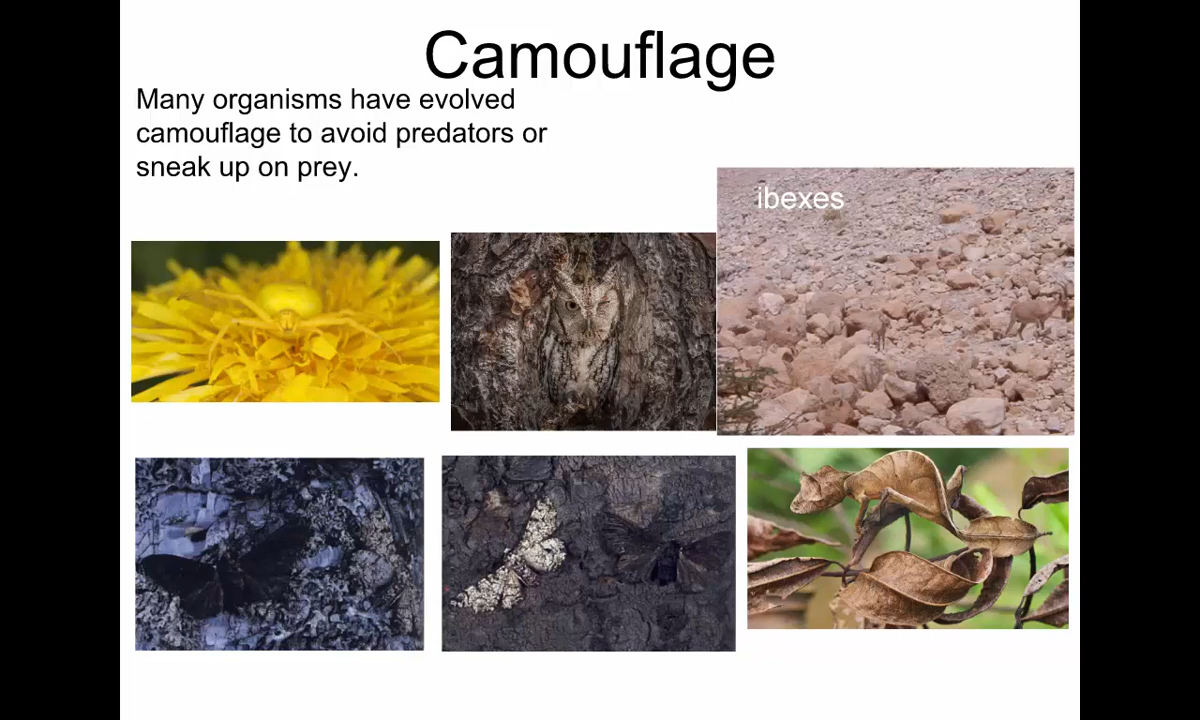 Camouflage
Many organisms have evolved
camouflage to avoid predators or
sneak up on prey.
ibexes